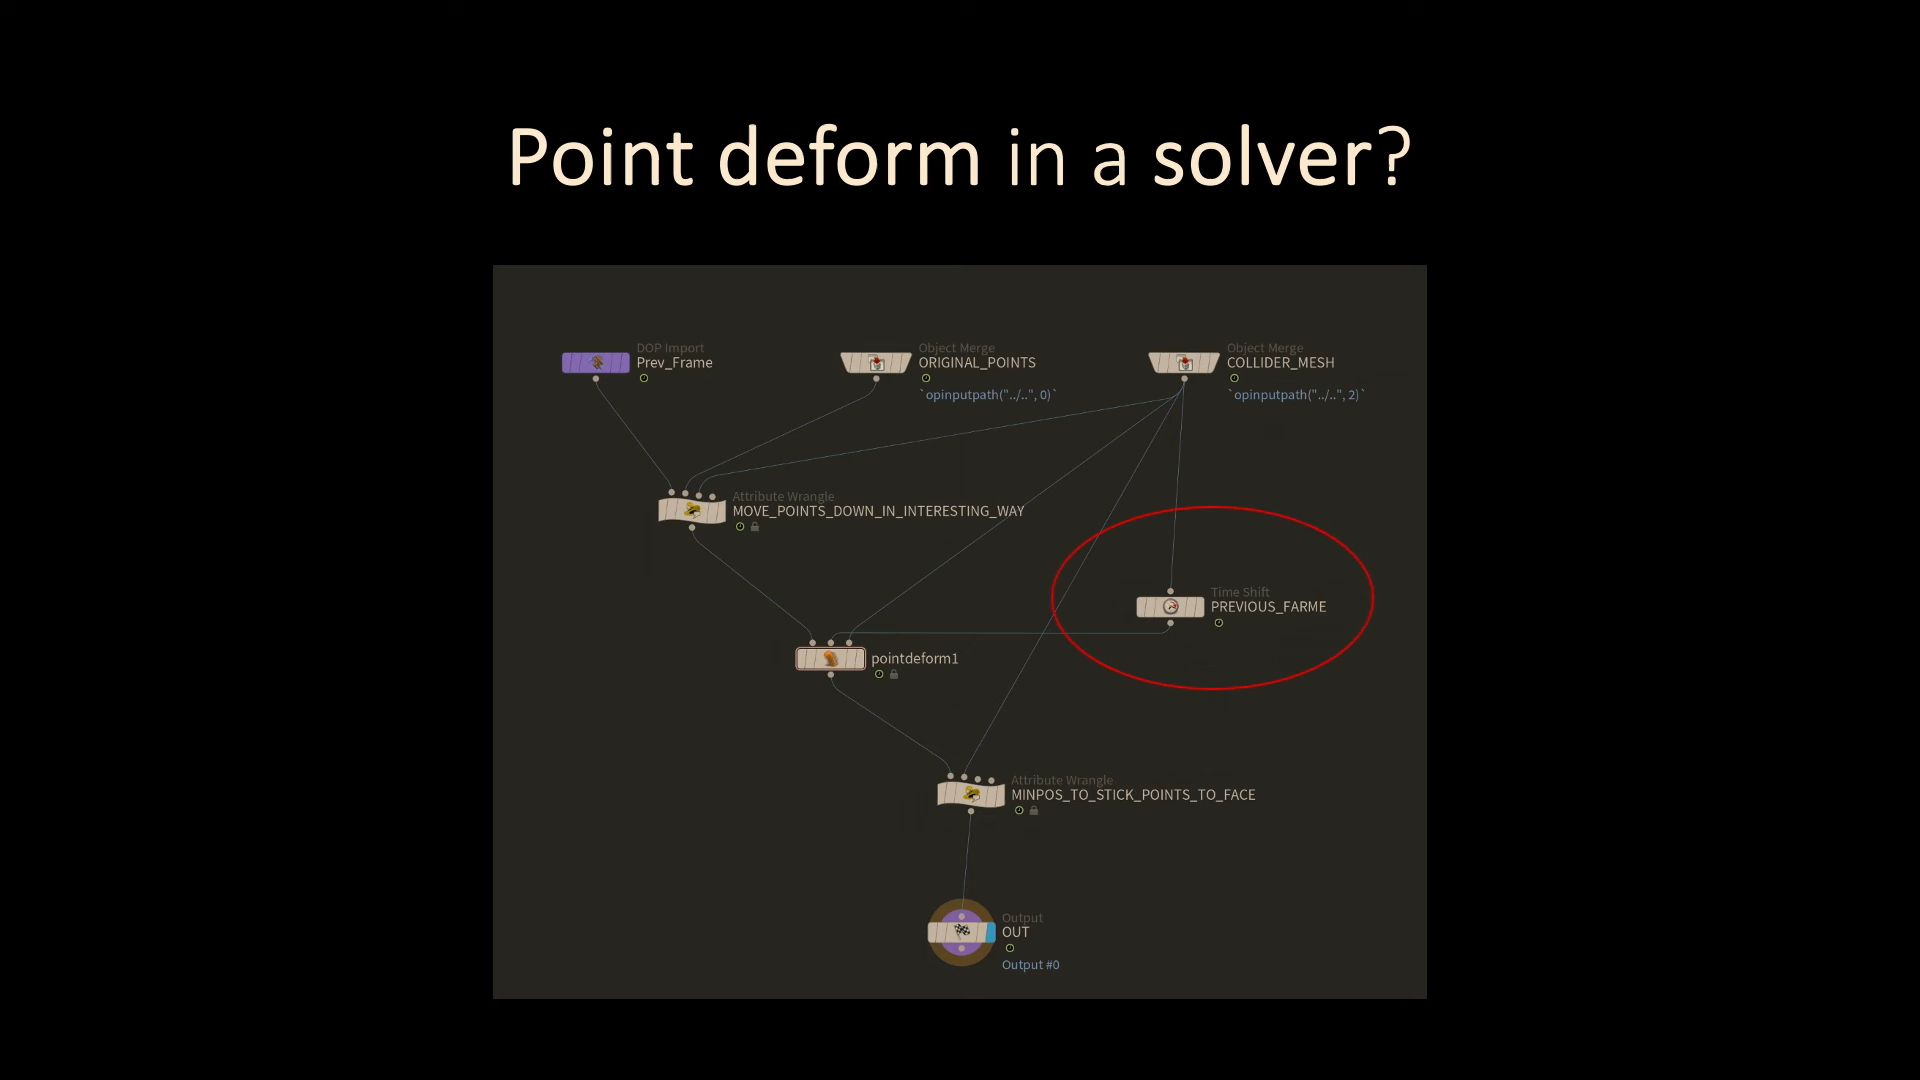 Point deform in a solver?
DOP Import
Prev_Frame
Object Merge
ORIGINAL_POINTS
`opinputpath("../..", 0)`
Object Merge
COLLIDER_MESH
`opinputpath("../..", 2)`
Attribute Wrangle
MOVE_POINTS_DOWN_IN_INTERESTING_WAY
Time Shift
PREVIOUS_FARME
pointdeform1
Attribute Wrangle
MINPOS_TO_STICK_POINTS_TO_FACE
Output
OUT
Output #0